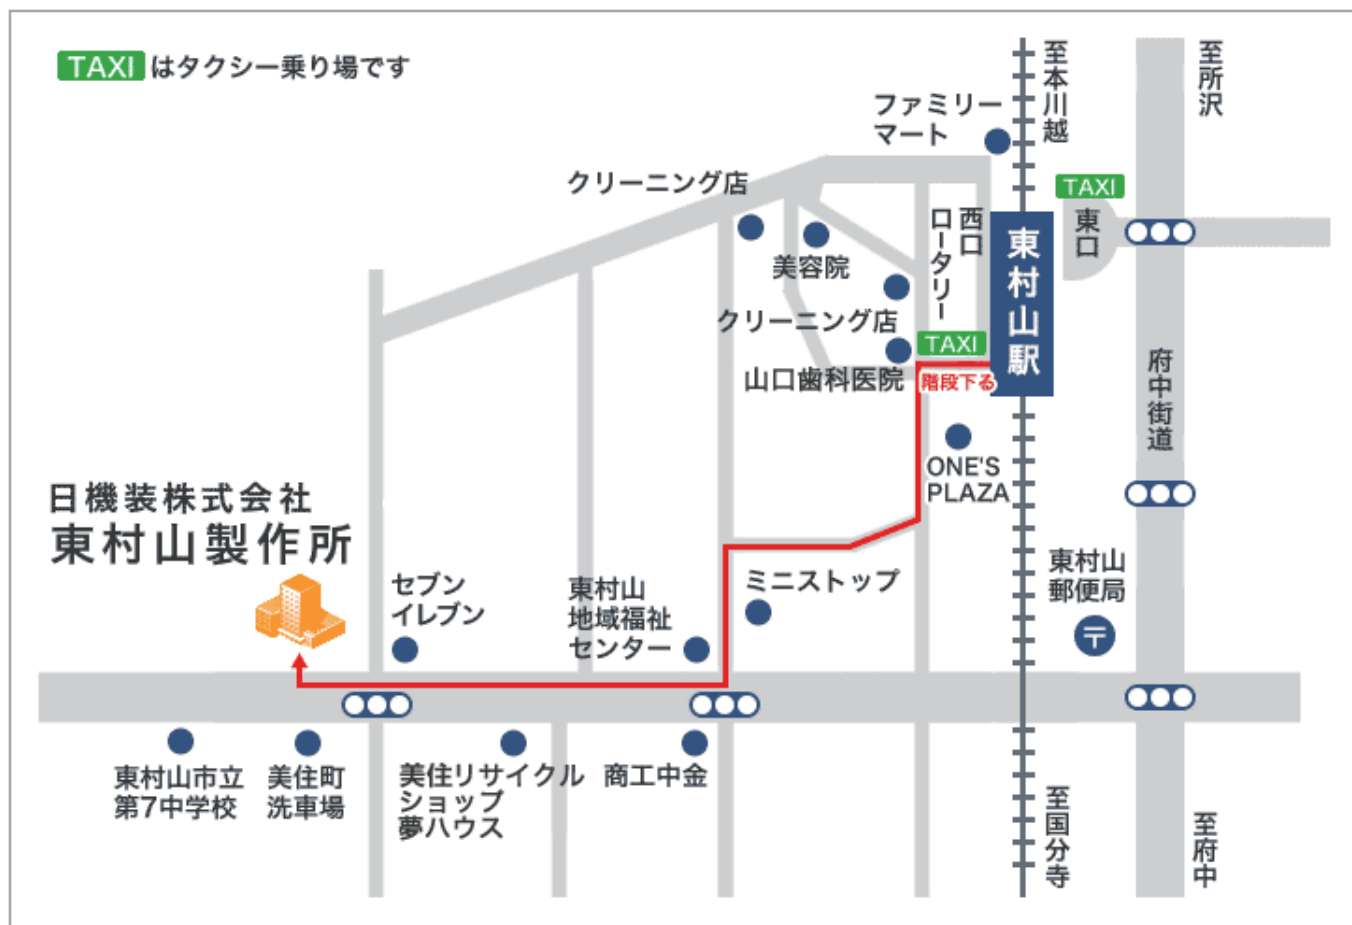 TAXI はタクシー乗り場です
至本川越
至所沢
ファミリー
マート
クリーニング店
TAXI
西口
ロータリー
東口
美容院
東村山駅
クリーニング店
TAXI
山口歯科医院
階段下る
府中街道
ONE'S
PLAZA
日機装株式会社
東村山製作所
セブン
イレブン
東村山
地域福祉
センター
ミニストップ
東村山
郵便局
〒
東村山市立
第7中学校
美住町
洗車場
美住リサイクル
ショップ
夢ハウス
商工中金
至国分寺
至府中